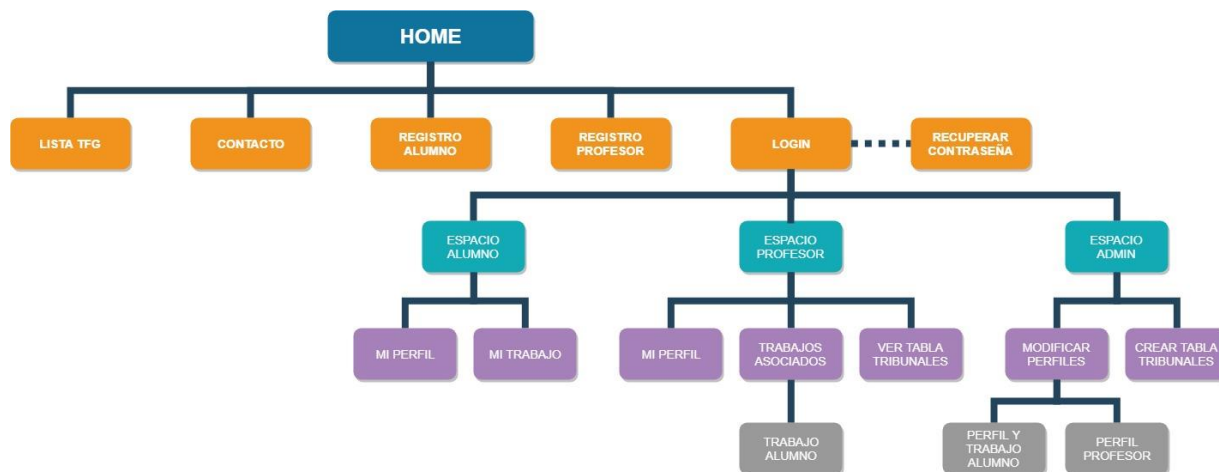 HOME
LISTA TFG
CONTACTO
REGISTRO
ALUMNO
REGISTRO
PROFESOR
LOGIN
RECUPERAR
CONTRASEÑA
ESPACIO
ALUMNO
ESPACIO
PROFESOR
ESPACIO
ADMIN
MI PERFIL
MI TRABAJO
MI PERFIL
TRABAJOS
ASOCIADOS
VER TABLA
TRIBUNALES
MODIFICAR
PERFILES
CREAR TABLA
TRIBUNALES
TRABAJO
ALUMNO
PERFIL Y
TRABAJO
ALUMNO
PERFIL
PROFESOR